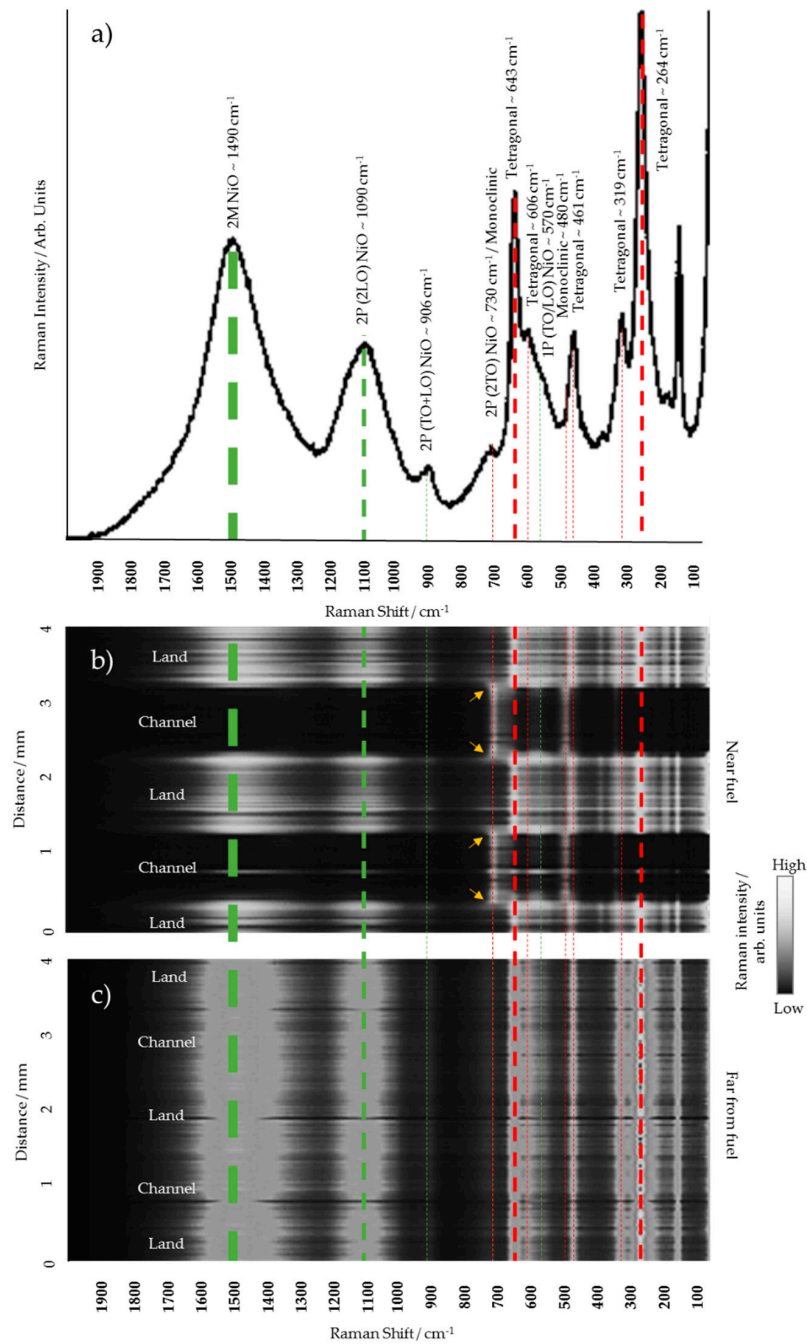 a)
Raman Intensity / Arb. Units
2M NiO ~ 1490 cm-1
2P (2LO) NiO ~ 1090 cm-1
2P (TO+LO) NiO ~ 906 cm-1
2P (2TO) NiO ~ 730 cm-1 / Monoclinic
Tetragonal ~ 643 cm-1
Tetragonal ~ 606 cm-1
1P (TO/LO) NiO ~ 570 cm-1
Monoclinic ~ 480 cm-1
Tetragonal ~ 461 cm-1
Tetragonal ~ 319 cm-1
Tetragonal ~ 264 cm-1
1900 1800 1700 1600 1500 1400 1300 1200 1100 1000 900 800 700 600 500 400 300 200 100
Raman Shift / cm-1
b)
Distance / mm
4
3
2
1
0
Land
Channel
Land
Channel
Land
Near fuel
c)
Distance / mm
4
3
2
1
0
Land
Channel
Land
Channel
Land
Far from fuel
High
Raman intensity /
arb. units
Low
1900 1800 1700 1600 1500 1400 1300 1200 1100 1000 900 800 700 600 500 400 300 200 100
Raman Shift / cm-1